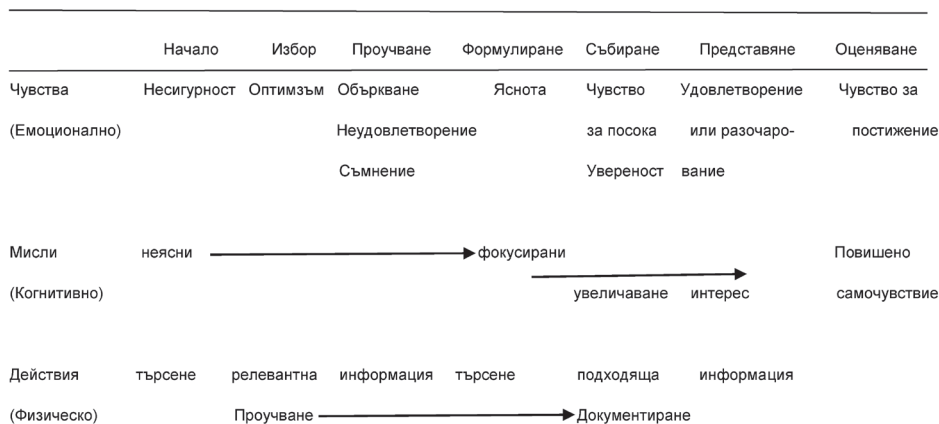 Начало Избор Проучване Формулиране Събиране Представяне Оценяване
Чувства Несигурност Оптимзъм Объркване Яснота Чувство Удовлетворение Чувство за
(Емоционално) Неудовлетворение за посока или разочаро- постижение
Съмнение Увереност вание
Мисли неясни фокусирани Повишено
(Когнитивно) увеличаване интерес самочувствие
Действия търсене релевантна информация търсене подходяща информация
(Физическо) Проучване Документиране